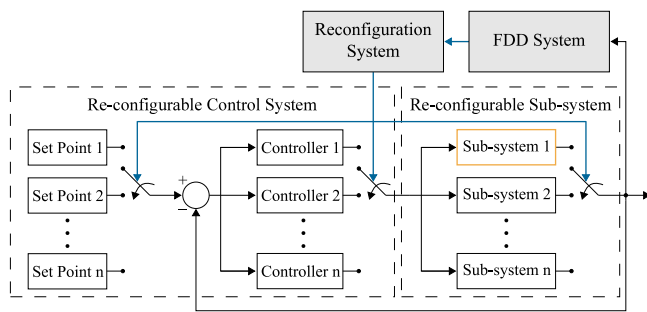 Reconfiguration
System
FDD System
Re-configurable Control System
Re-configurable Sub-system
Set Point 1
Controller 1
Sub-system 1
+
Set Point 2
−
Controller 2
Sub-system 2
Set Point n
Controller n
Sub-system n